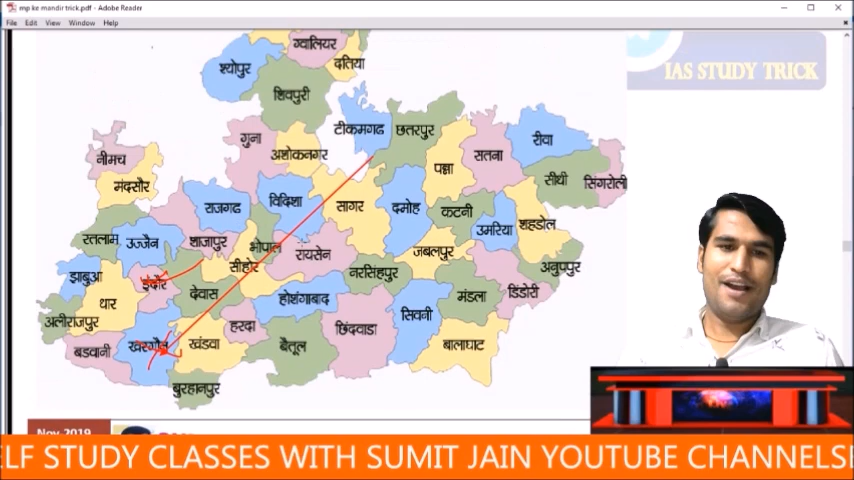 mp ke mandir trick.pdf - Adobe Reader
File Edit View Window Help
ग्वालियर
श्योपुर
दतिया
IAS STUDY TRICK
शिवपुरी
टीकमगढ
छतरपुर
गुना
अशोकनगर
रीवा
नीमच
पन्ना
सतना
मंदसौर
सीधी
सिंगरोली
राजगढ
विदिशा
सागर
दमोह
कटनी
उमरिया
शहडोल
रतलाम
उज्जैन
शाजापुर
भोपाल
रायसेन
जबलपुर
झाबुआ
इंदौर
सीहोर
नरसिंहपुर
अनुपपुर
धार
देवास
होशंगाबाद
मंडला
डिंडोरी
अलीराजपुर
हरदा
छिंदवाडा
सिवनी
बडवानी
खरगौन
खंडवा
बैतूल
बालाघाट
बुरहानपुर
Nov 2019
ELF STUDY CLASSES WITH SUMIT JAIN YOUTUBE CHANNELS